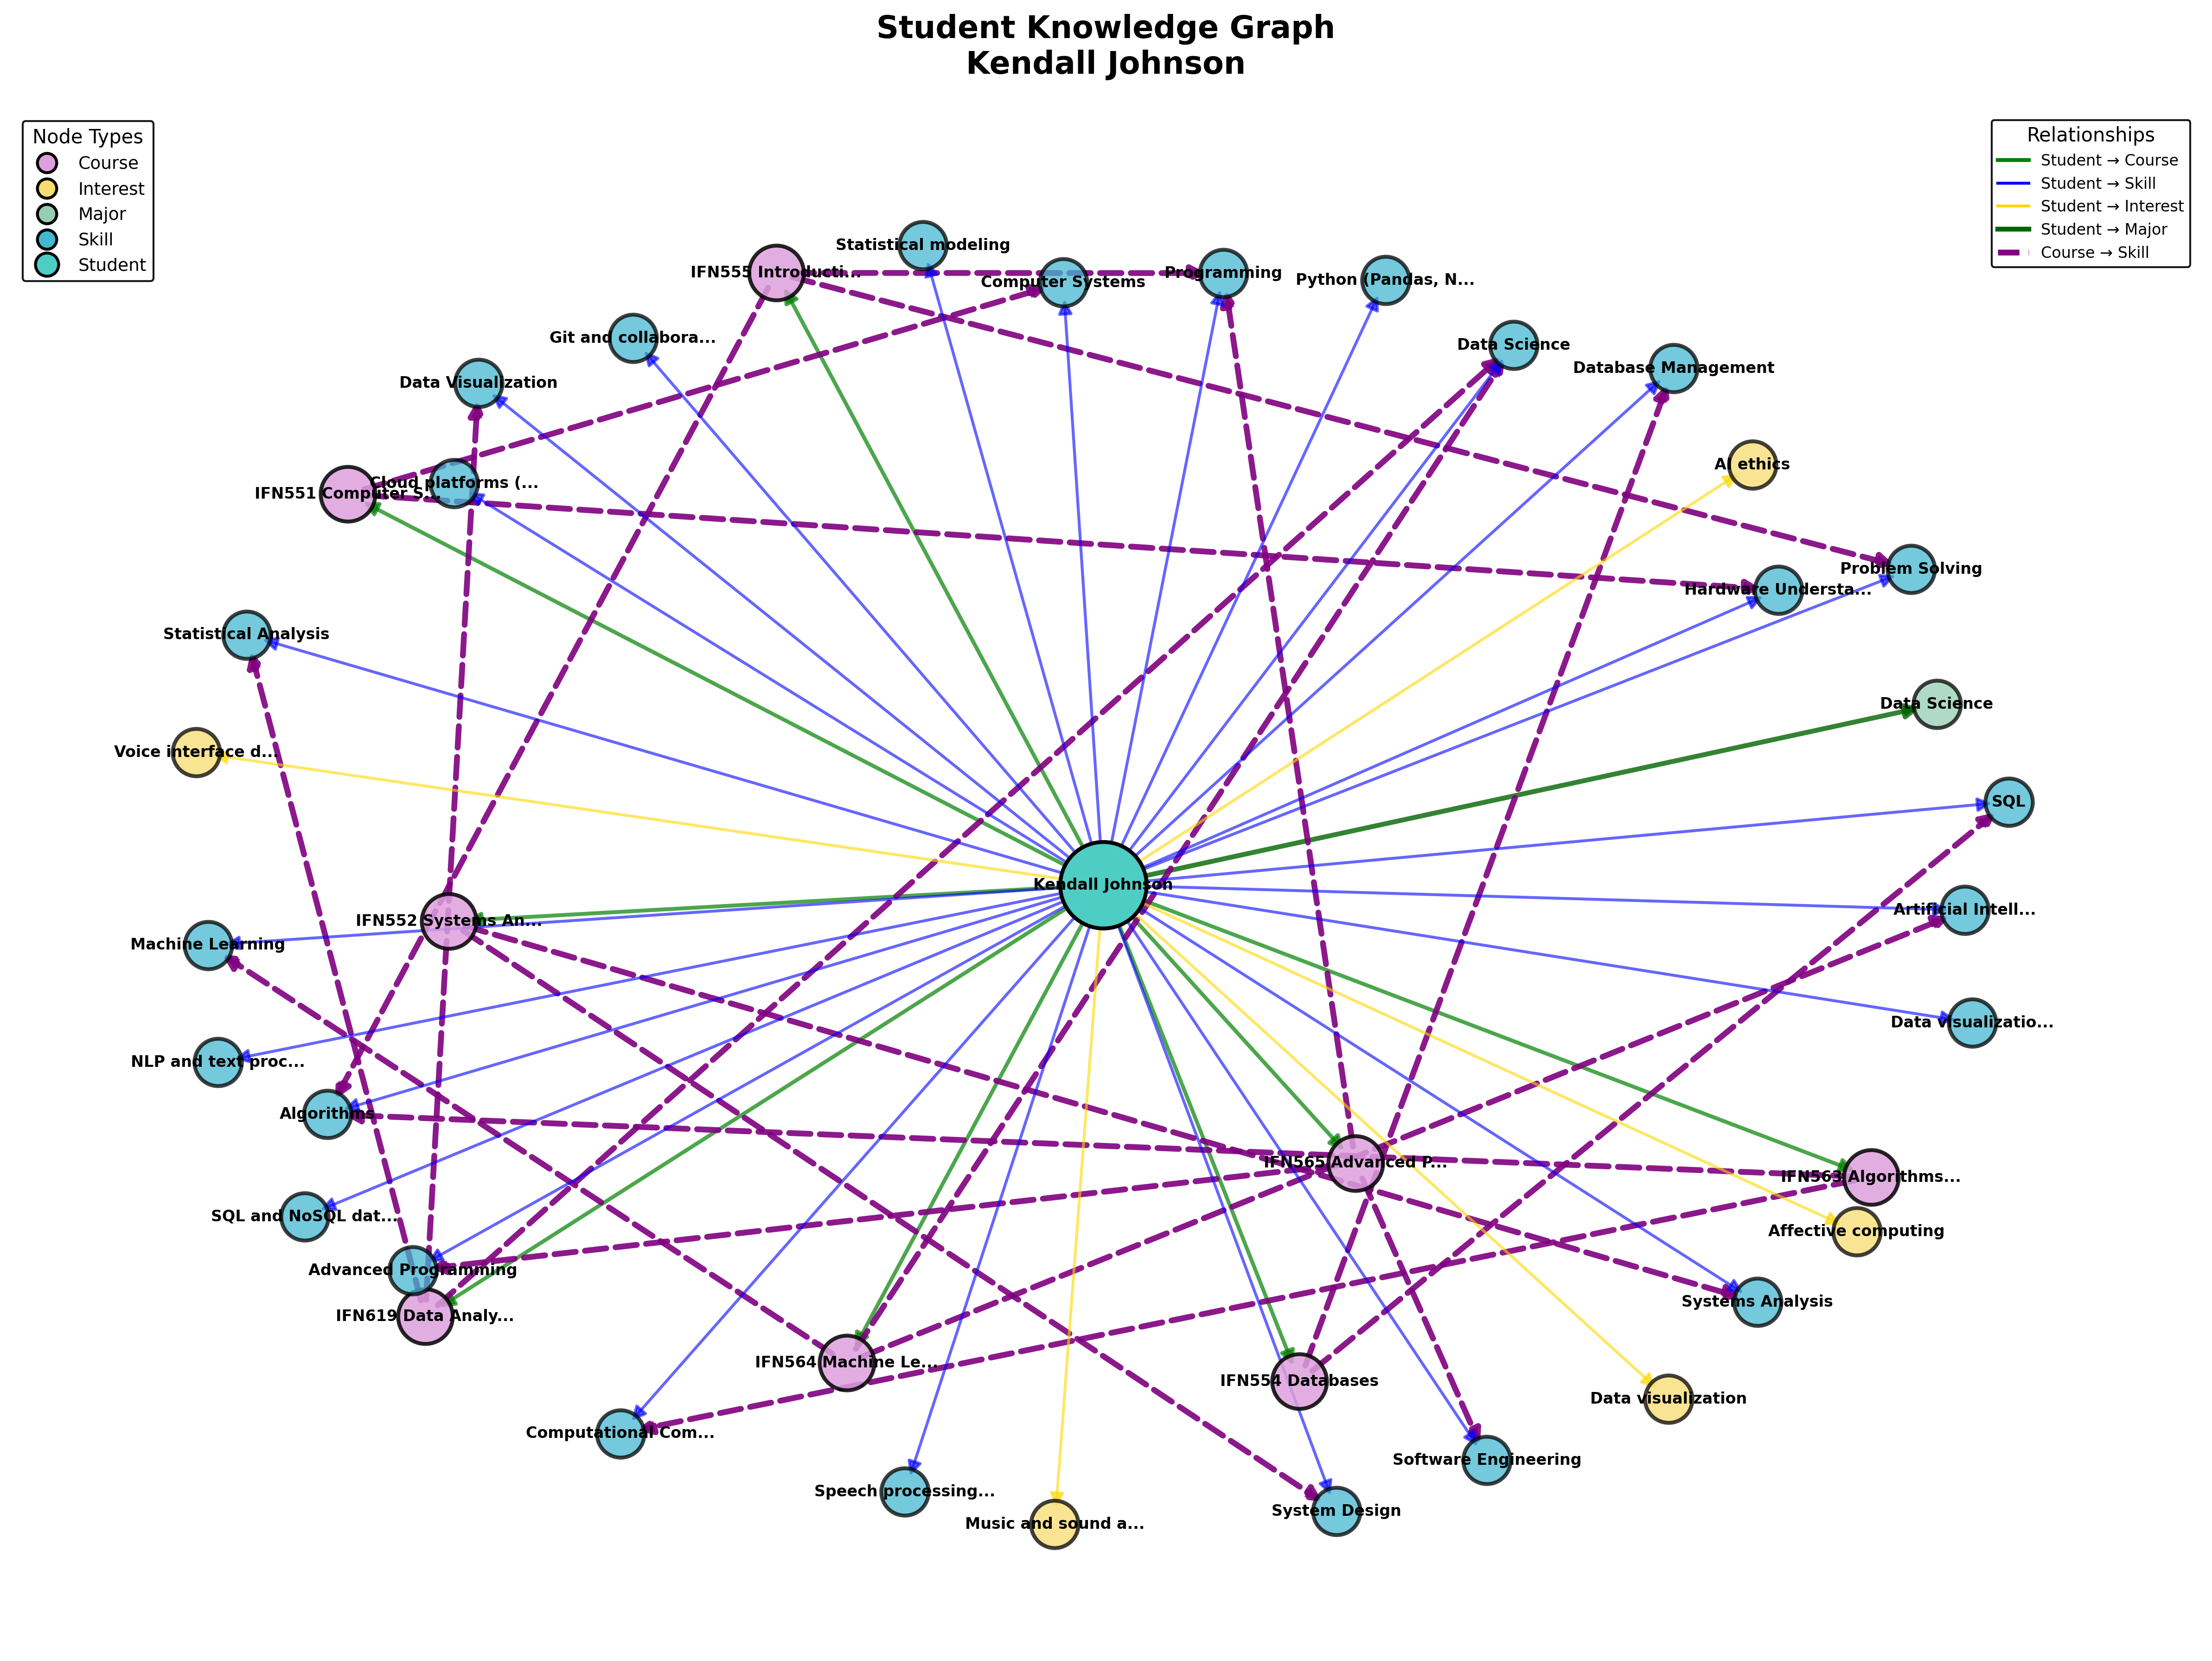 Student Knowledge Graph
Kendall Johnson
Node Types
Course
Interest
Major
Skill
Student
Relationships
Student → Course
Student → Skill
Student → Interest
Student → Major
Course → Skill
Statistical modeling
IFN555 Introducti...
Computer Systems
Programming
Python (Pandas, N...
Git and collabora...
Data Science
Database Management
Data Visualization
AI ethics
Cloud platforms (...
IFN551 Computer S...
Problem Solving
Hardware Understa...
Statistical Analysis
Data Science
Voice interface d...
SQL
Kendall Johnson
Artificial Intell...
IFN552 Systems An...
Machine Learning
Data visualizatio...
NLP and text proc...
Algorithms
IFN565 Advanced P...
IFN563 Algorithms...
SQL and NoSQL dat...
Affective computing
Advanced Programming
Systems Analysis
IFN619 Data Analy...
IFN564 Machine Le...
IFN554 Databases
Data visualization
Computational Com...
Software Engineering
Speech processing...
System Design
Music and sound a...